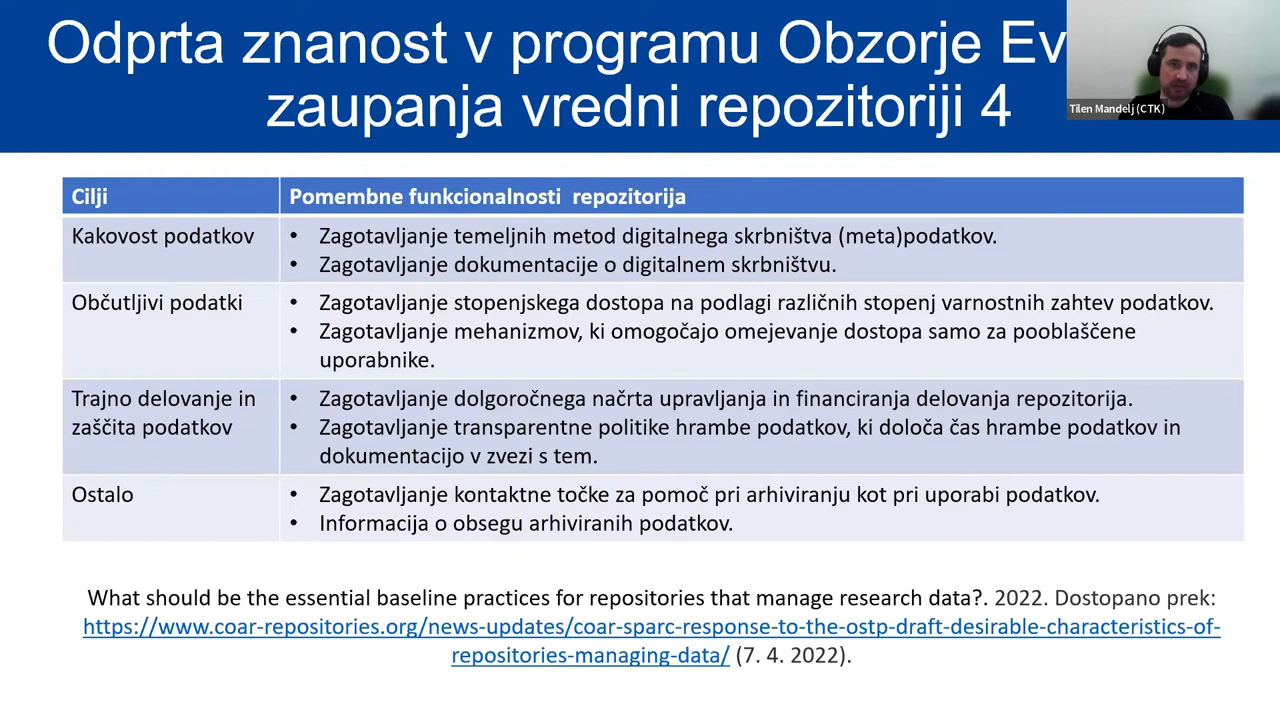 Odprta znanost v programu Obzorje Ev
zaupanja vredni repozitoriji 4
Tilen Mandelj (CTK)
Cilji
Pomembne funkcionalnosti repozitorija
Kakovost podatkov
• Zagotavljanje temeljnih metod digitalnega skrbništva (meta)podatkov.
• Zagotavljanje dokumentacije o digitalnem skrbništvu.
Občutljivi podatki
• Zagotavljanje stopenjskega dostopa na podlagi različnih stopenj varnostnih zahtev podatkov.
• Zagotavljanje mehanizmov, ki omogočajo omejevanje dostopa samo za pooblaščene
uporabnike.
Trajno delovanje in
zaščita podatkov
• Zagotavljanje dolgoročnega načrta upravljanja in financiranja delovanja repozitorija.
• Zagotavljanje transparentne politike hrambe podatkov, ki določa čas hrambe podatkov in
dokumentacijo v zvezi s tem.
Ostalo
• Zagotavljanje kontaktne točke za pomoč pri arhiviranju kot pri uporabi podatkov.
• Informacija o obsegu arhiviranih podatkov.
What should be the essential baseline practices for repositories that manage research data?. 2022. Dostopano prek:
https://www.coar-repositories.org/news-updates/coar-sparc-response-to-the-ostp-draft-desirable-characteristics-of-
repositories-managing-data/ (7. 4. 2022).